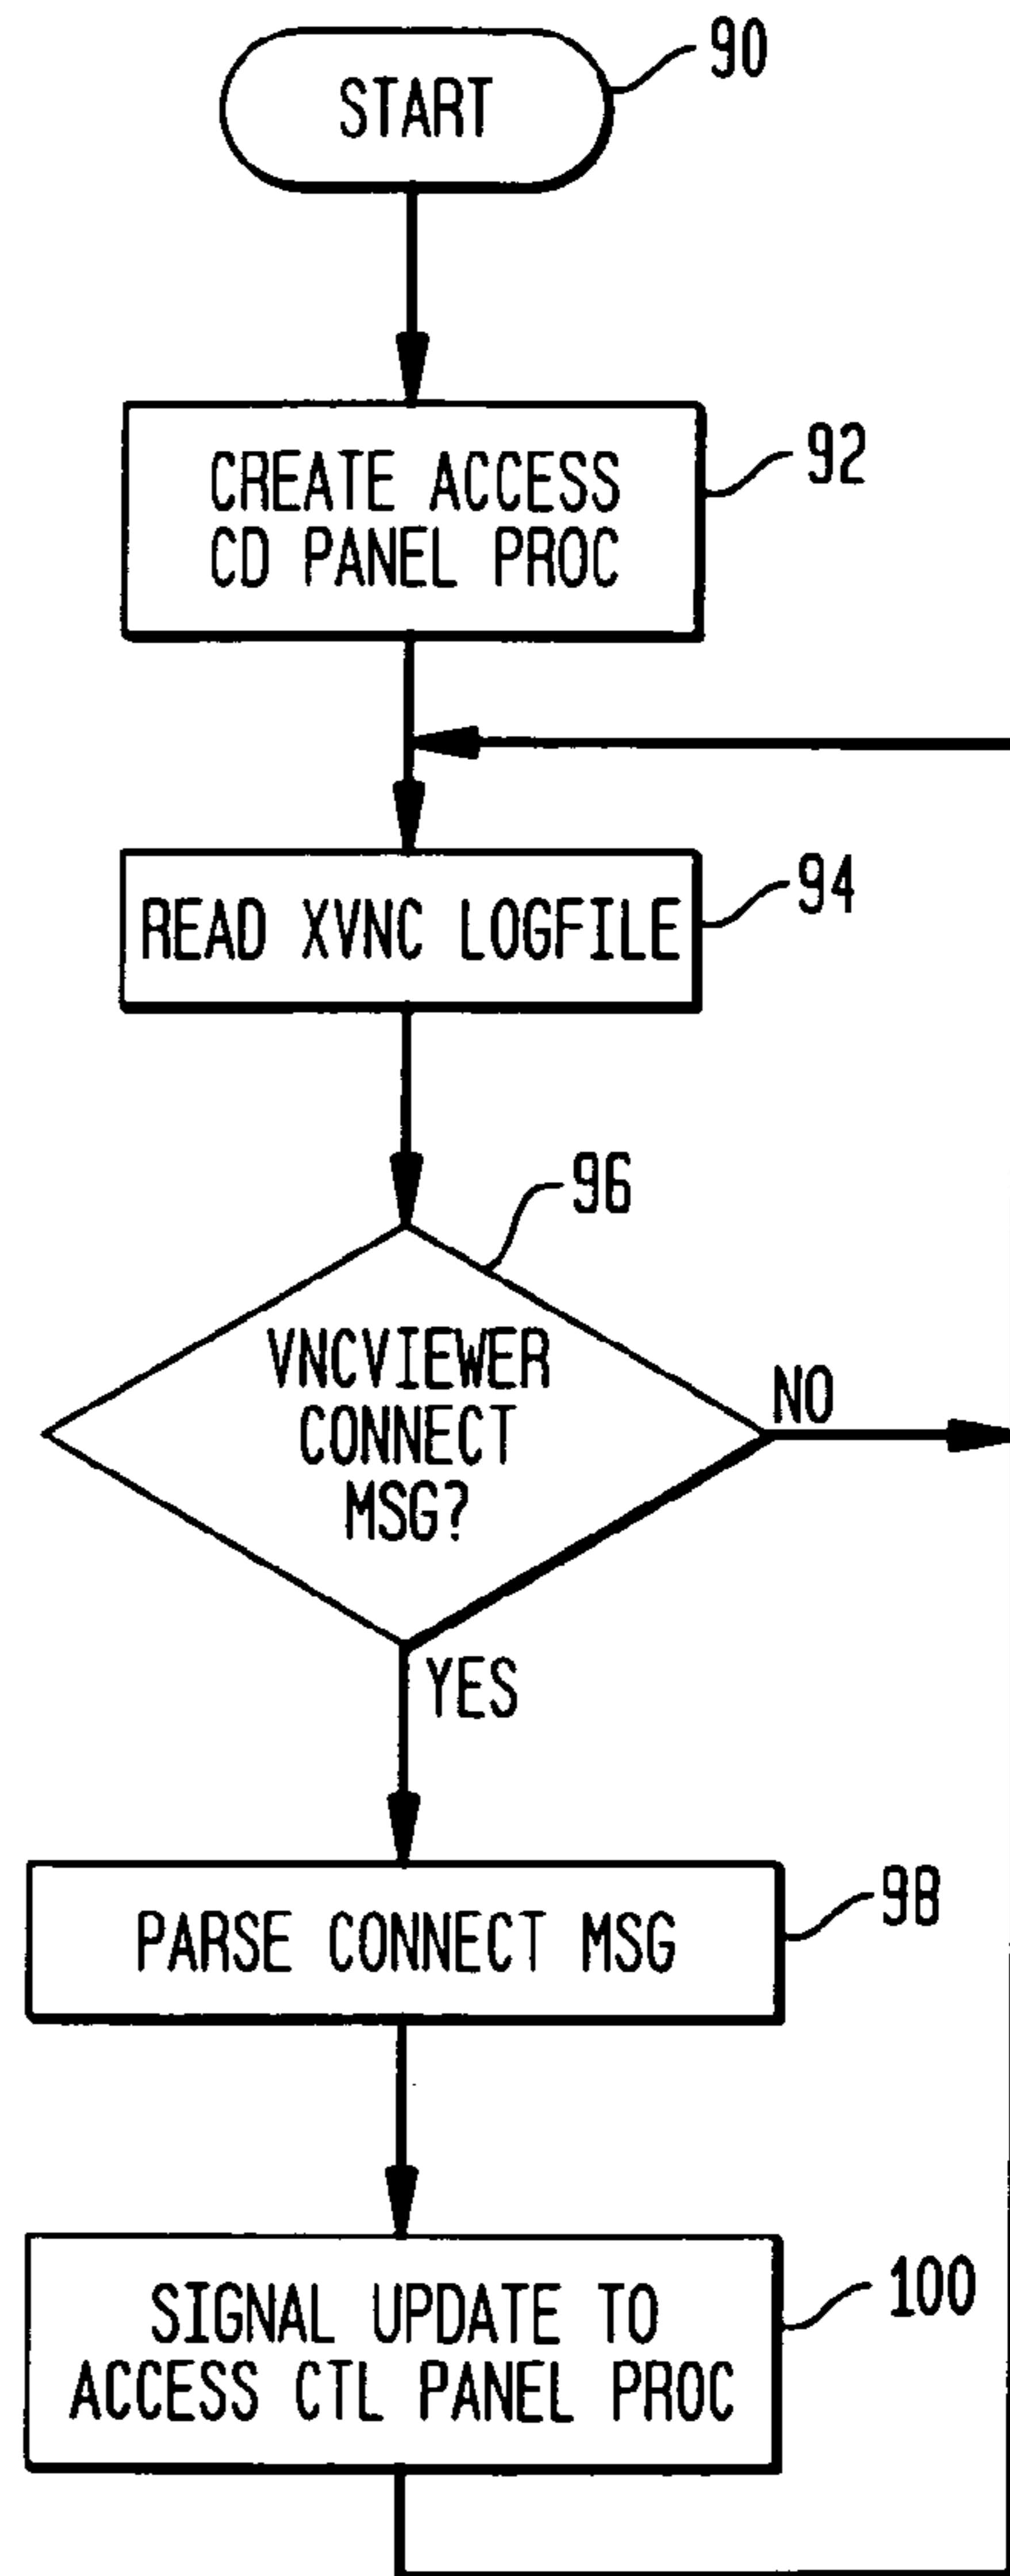 START
90
CREATE ACCESS
CD PANEL PROC
92
READ XVNC LOGFILE
94
96
VNCVIEWER
CONNECT
MSG?
NO
YES
PARSE CONNECT MSG
98
SIGNAL UPDATE TO
ACCESS CTL PANEL PROC
100